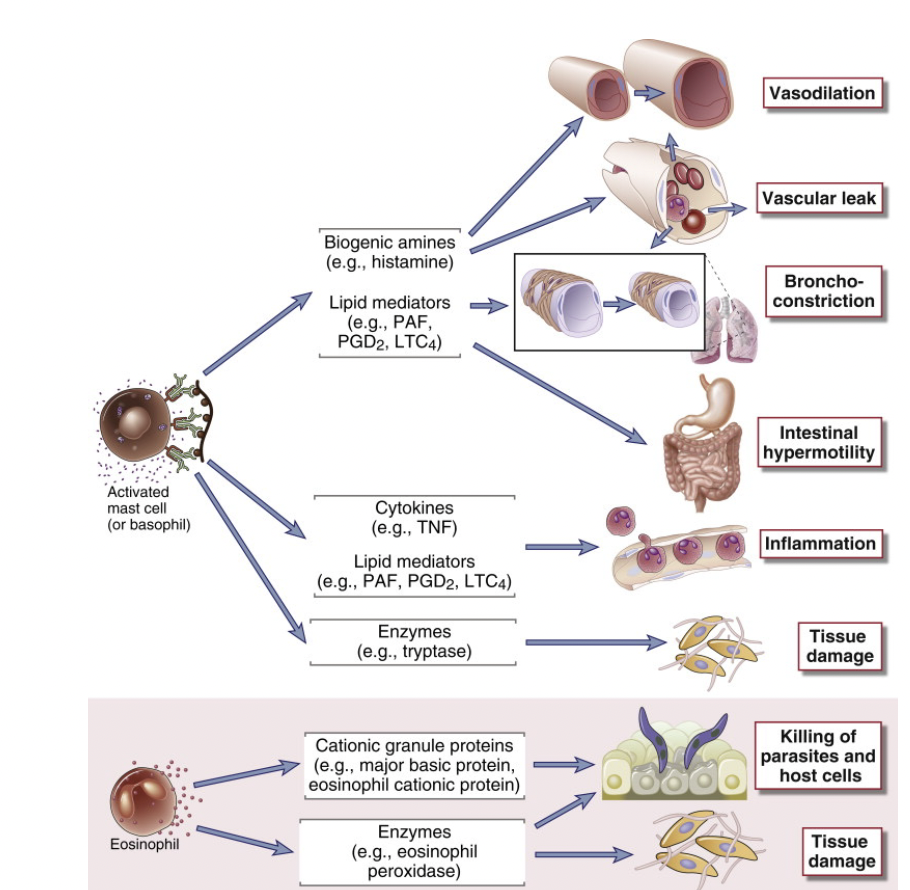 Vasodilation
Vascular leak
Biogenic amines
(e.g., histamine)
Lipid mediators
(e.g., PAF,
PGD2, LTC4)
Broncho-
constriction
Intestinal
hypermotility
Activated
mast cell
(or basophil)
Cytokines
(e.g., TNF)
Lipid mediators
(e.g., PAF, PGD2, LTC4)
Inflammation
Enzymes
(e.g., tryptase)
Tissue
damage
Eosinophil
Cationic granule proteins
(e.g., major basic protein,
eosinophil cationic protein)
Killing of
parasites and
host cells
Enzymes
(e.g., eosinophil
peroxidase)
Tissue
damage